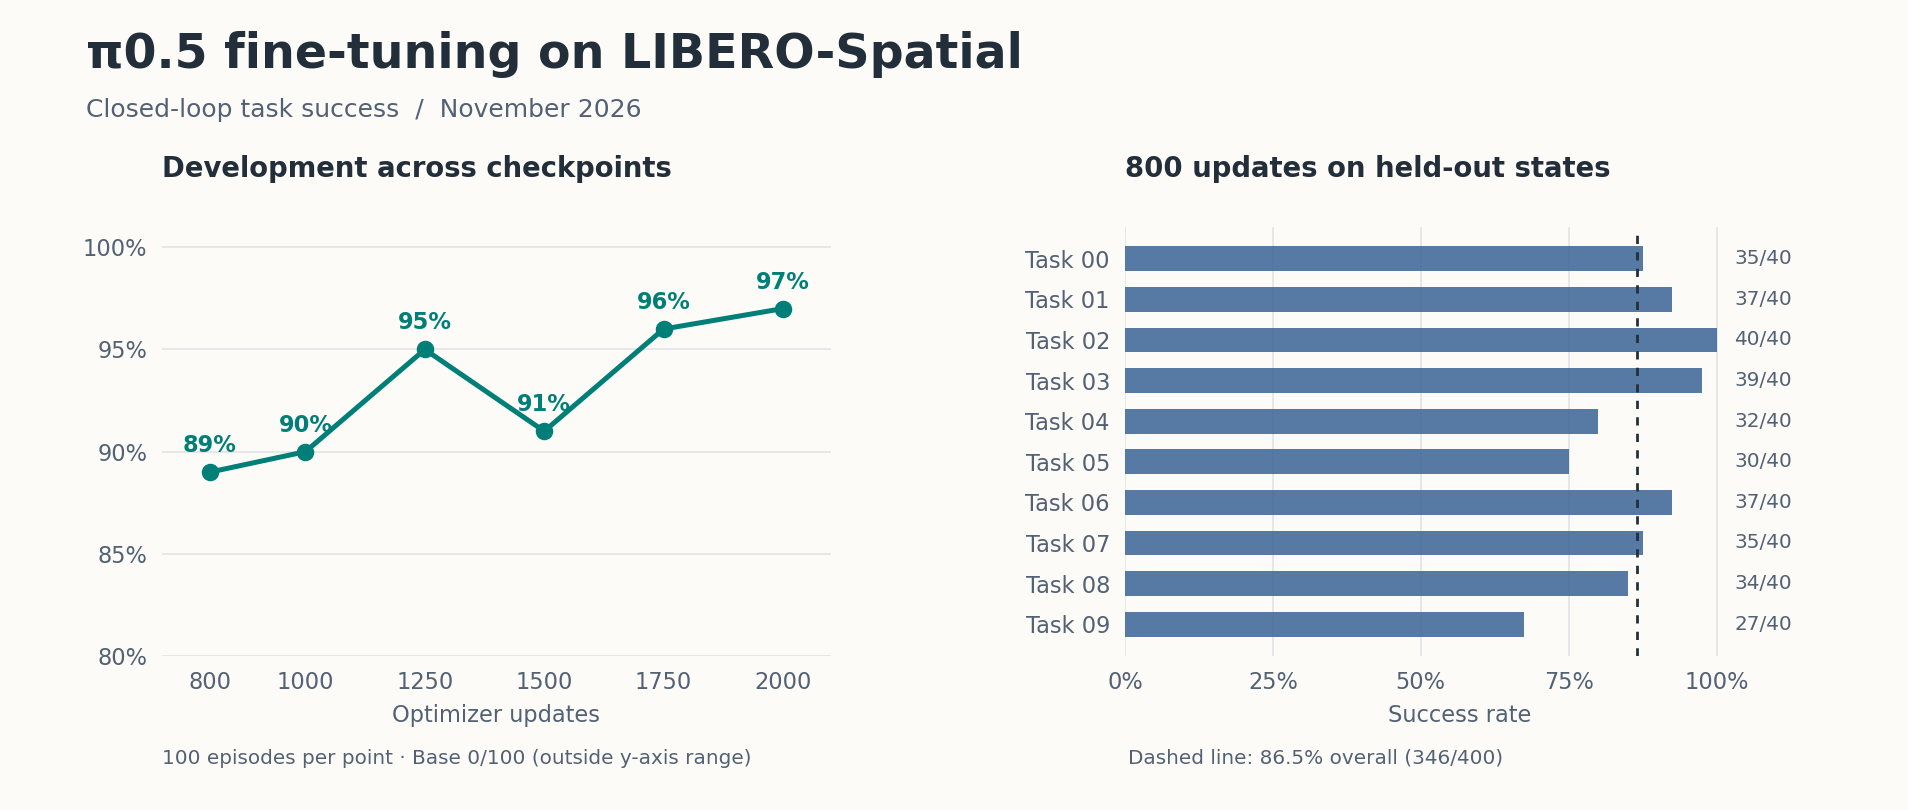 π0.5 fine-tuning on LIBERO-Spatial
Closed-loop task success / November 2026
Development across checkpoints
100%
95%
90%
85%
80%
89%
90%
95%
91%
96%
97%
800 1000 1250 1500 1750 2000
Optimizer updates
100 episodes per point · Base 0/100 (outside y-axis range)
800 updates on held-out states
Task 00 35/40
Task 01 37/40
Task 02 40/40
Task 03 39/40
Task 04 32/40
Task 05 30/40
Task 06 37/40
Task 07 35/40
Task 08 34/40
Task 09 27/40
0% 25% 50% 75% 100%
Success rate
Dashed line: 86.5% overall (346/400)